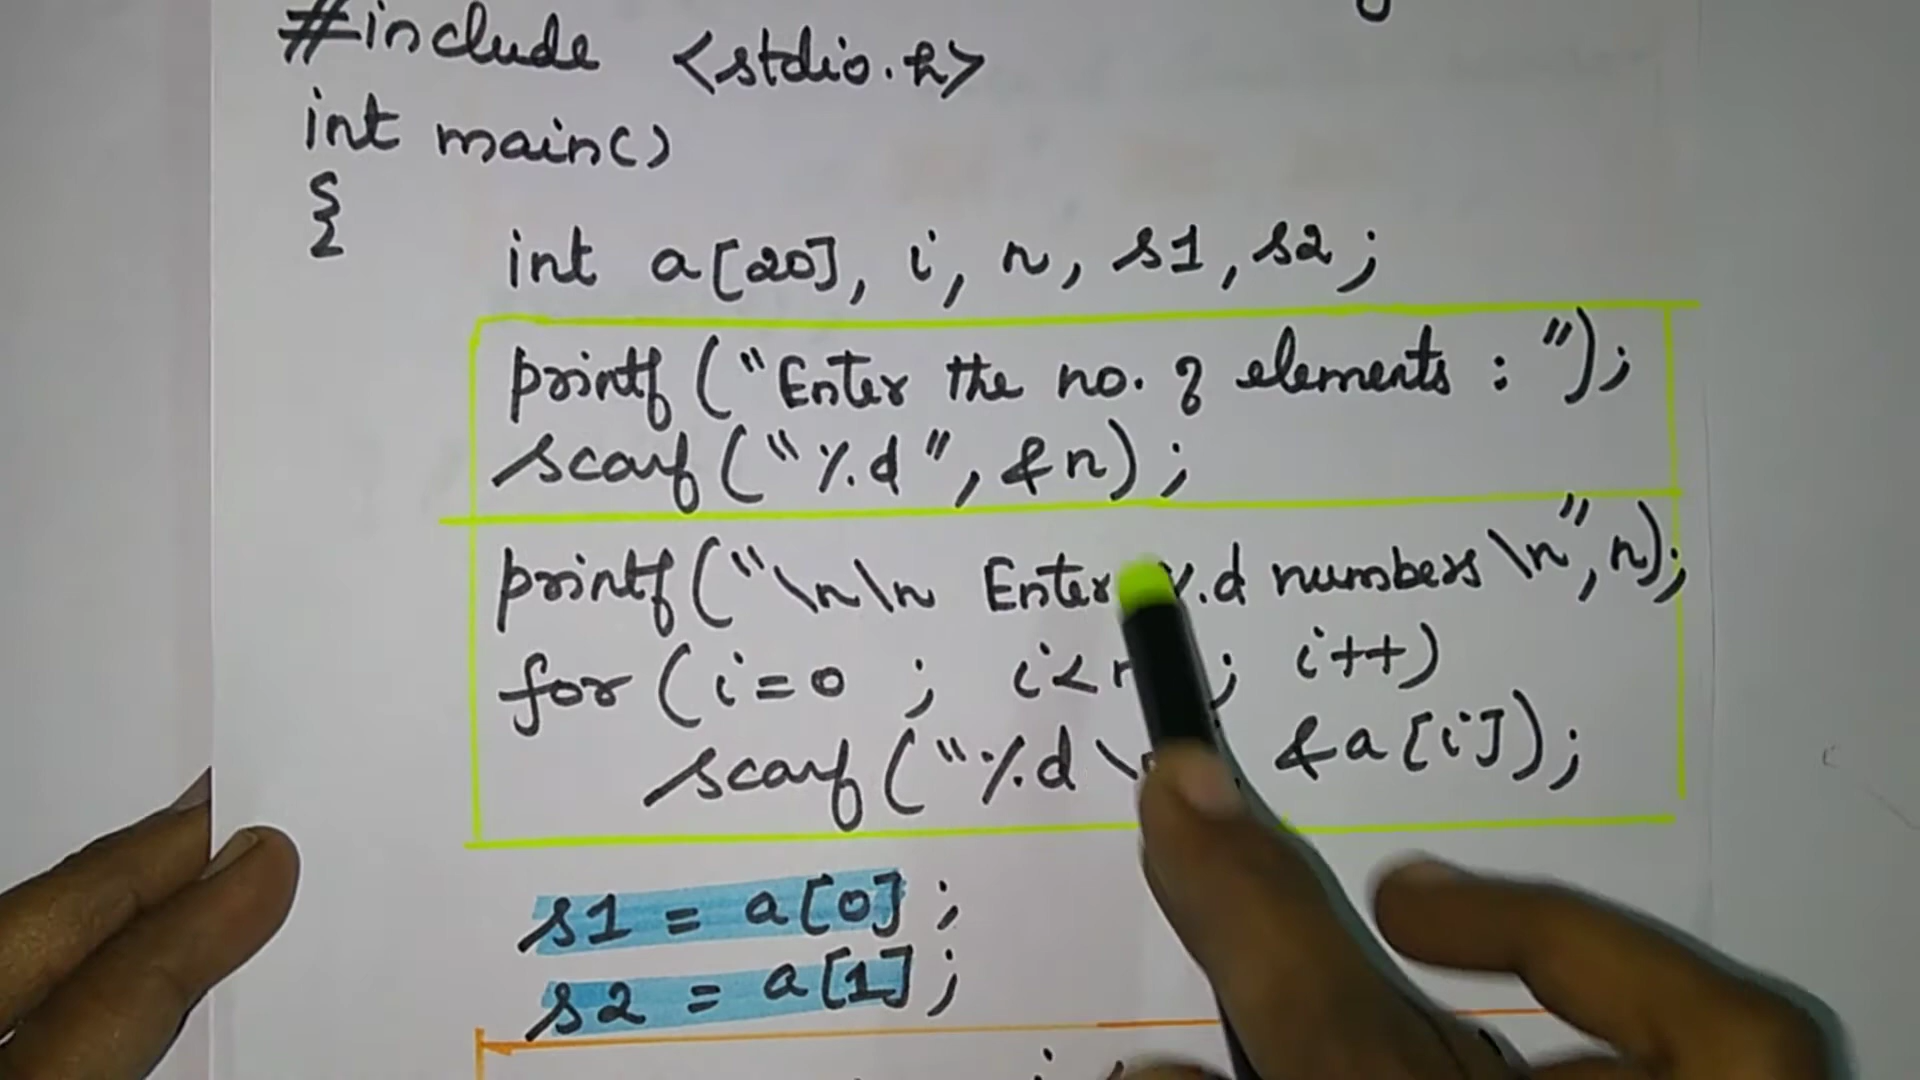 #include <stdio.h>
int main()
{
int a[20], i, n, s1, s2;
printf("Enter the no. of elements : ");
scanf("%d", &n);
printf("\n\n Enter %d numbers \n", n);
for (i=0 ; i<n ; i++)
scanf("%d \ &a[i]);
s1 = a[0];
s2 = a[1];